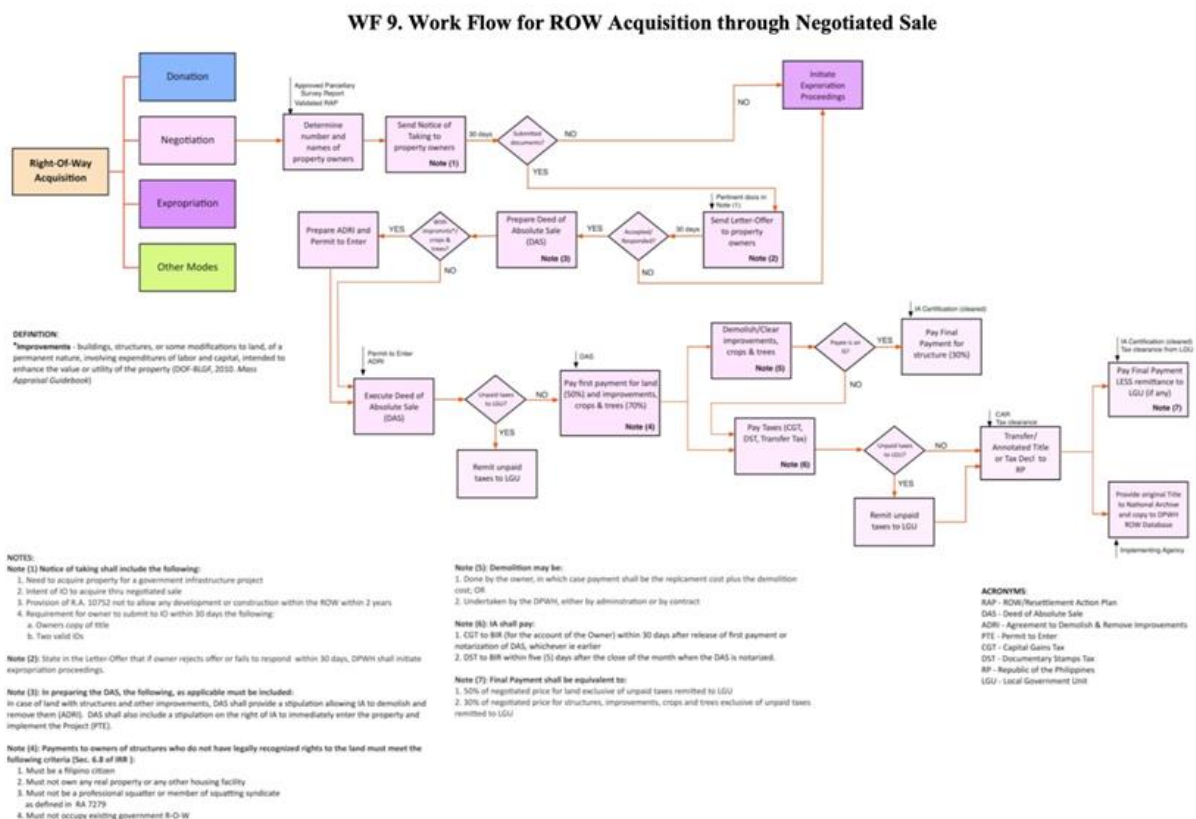 WF 9. Work Flow for ROW Acquisition through Negotiated Sale
Right-Of-Way
Acquisition
Donation
Negotiation
Expropriation
Other Modes
Approved Parcellary
Survey Report
Validated RAP
Determine
number and
names of
property owners
Send Notice of
Taking to
property owners
Note (1)
30 days
Submitted
documents?
NO
YES
NO
Initiate
Expropriation
Proceedings
Pertinent docs in
Note (1)
Send Letter-Offer
to property
owners
Note (2)
30 days
Accepted/
Responded?
NO
YES
Prepare Deed of
Absolute Sale
(DAS)
Note (3)
With
crops &
trees?
YES
NO
Prepare ADRI and
Permit to Enter
DEFINITION:
*Improvements - buildings, structures, or some modifications to land, of a
permanent nature, involving expenditures of labor and capital, intended to
enhance the value or utility of the property (DOF-BLGF, 2010. Mass
Appraisal Guidebook)
Permit to Enter
ADRI
Execute Deed of
Absolute Sale
(DAS)
Unpaid taxes
to LGU?
NO
YES
Remit unpaid
taxes to LGU
DAS
Pay first payment for land
(50%) and improvements,
crops & trees (70%)
Note (4)
Demolish/Clear
improvements,
crops & trees
Note (5)
Payee is an
IS?
YES
NO
IA Certification (cleared)
Pay Final
Payment for
structure (30%)
Pay Taxes (CGT,
DST, Transfer Tax)
Note (6)
Unpaid taxes
to LGU?
NO
YES
Remit unpaid
taxes to LGU
CAR
Tax clearance
Transfer/
Annotated Title
or Tax Decl to
RP
IA Certification (cleared)
Tax clearance from LGU
Pay Final Payment
LESS remittance to
LGU (if any)
Note (7)
Provide original Title
to National Archive
and copy to DPWH
ROW Database
Implementing Agency
NOTES:
Note (1) Notice of taking shall include the following:
1. Need to acquire property for a government infrastructure project
2. Intent of IO to acquire thru negotiated sale
3. Provision of R.A. 10752 not to allow any development or construction within the ROW within 2 years
4. Requirement for owner to submit to IO within 30 days the following:
a. Owners copy of title
b. Two valid IDs
Note (2): State in the Letter-Offer that if owner rejects offer or fails to respond within 30 days, DPWH shall initiate
expropriation proceedings.
Note (3): In preparing the DAS, the following, as applicable must be included:
In case of land with structures and other improvements, DAS shall provide a stipulation allowing IA to demolish and
remove them (ADRI). DAS shall also include a stipulation on the right of IA to immediately enter the property and
implement the Project (PTE).
Note (4): Payments to owners of structures who do not have legally recognized rights to the land must meet the
following criteria (Sec. 6.8 of IRR ):
1. Must be a filipino citizen
2. Must not own any real property or any other housing facility
3. Must not be a professional squatter or member of squatting syndicate
as defined in RA 7279
4. Must not occupy existing government R-O-W
Note (5): Demolition may be:
1. Done by the owner, in which case payment shall be the replcament cost plus the demolition
cost; OR
2. Undertaken by the DPWH, either by adminstration or by contract
Note (6): IA shall pay:
1. CGT to BIR (for the account of the Owner) within 30 days after release of first payment or
notarization of DAS, whichever ie earlier
2. DST to BIR within five (5) days after the close of the month when the DAS is notarized.
Note (7): Final Payment shall be equivalent to:
1. 50% of negotiated price for land exclusive of unpaid taxes remitted to LGU
2. 30% of negotiated price for structures, improvements, crops and trees exclusive of unpaid taxes
remitted to LGU
ACRONYMS:
RAP - ROW/Resettlement Action Plan
DAS - Deed of Absolute Sale
ADRI - Agreement to Demolish & Remove Improvements
PTE - Permit to Enter
CGT - Capital Gains Tax
DST - Documentary Stamps Tax
RP - Republic of the Philippines
LGU - Local Government Unit